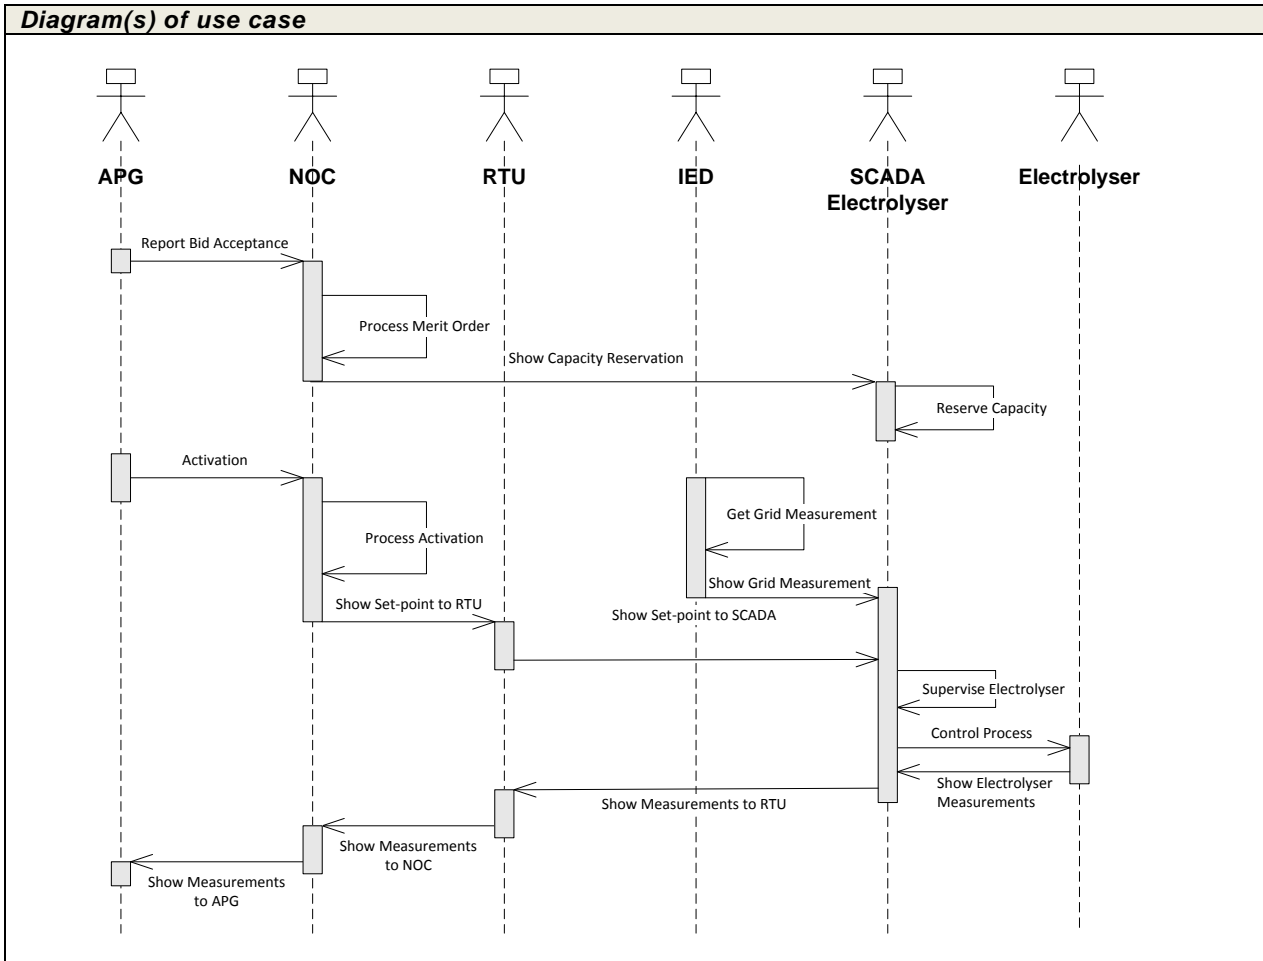 Diagram(s) of use case
APG
NOC
RTU
IED
SCADA
Electrolyser
Electrolyser
Report Bid Acceptance
Process Merit Order
Show Capacity Reservation
Reserve Capacity
Activation
Get Grid Measurement
Process Activation
Show Grid Measurement
Show Set-point to RTU
Show Set-point to SCADA
Supervise Electrolyser
Control Process
Show Electrolyser
Measurements
Show Measurements to RTU
Show Measurements
to NOC
Show Measurements
to APG